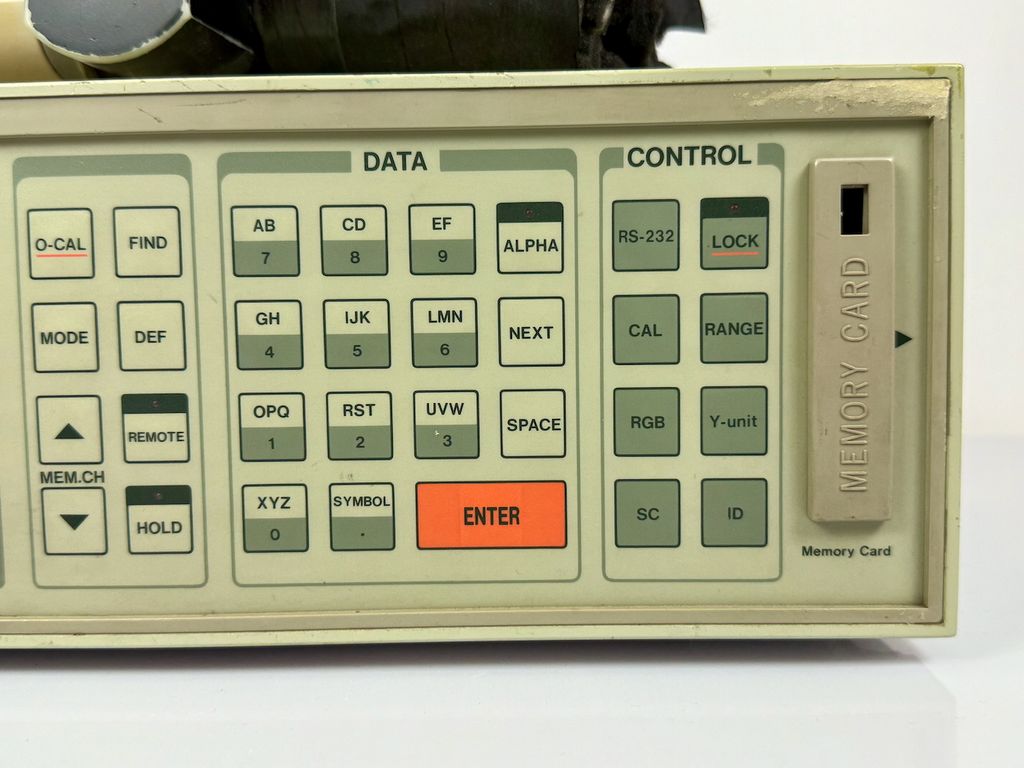 O-CAL
FIND
MODE
DEF
REMOTE
MEM.CH
HOLD
DATA
AB
7
CD
8
EF
9
ALPHA
GH
4
IJK
5
LMN
6
NEXT
OPQ
1
RST
2
UVW
3
SPACE
XYZ
0
SYMBOL
.
ENTER
CONTROL
RS-232
LOCK
CAL
RANGE
RGB
Y-unit
SC
ID
MEMORY CARD
Memory Card